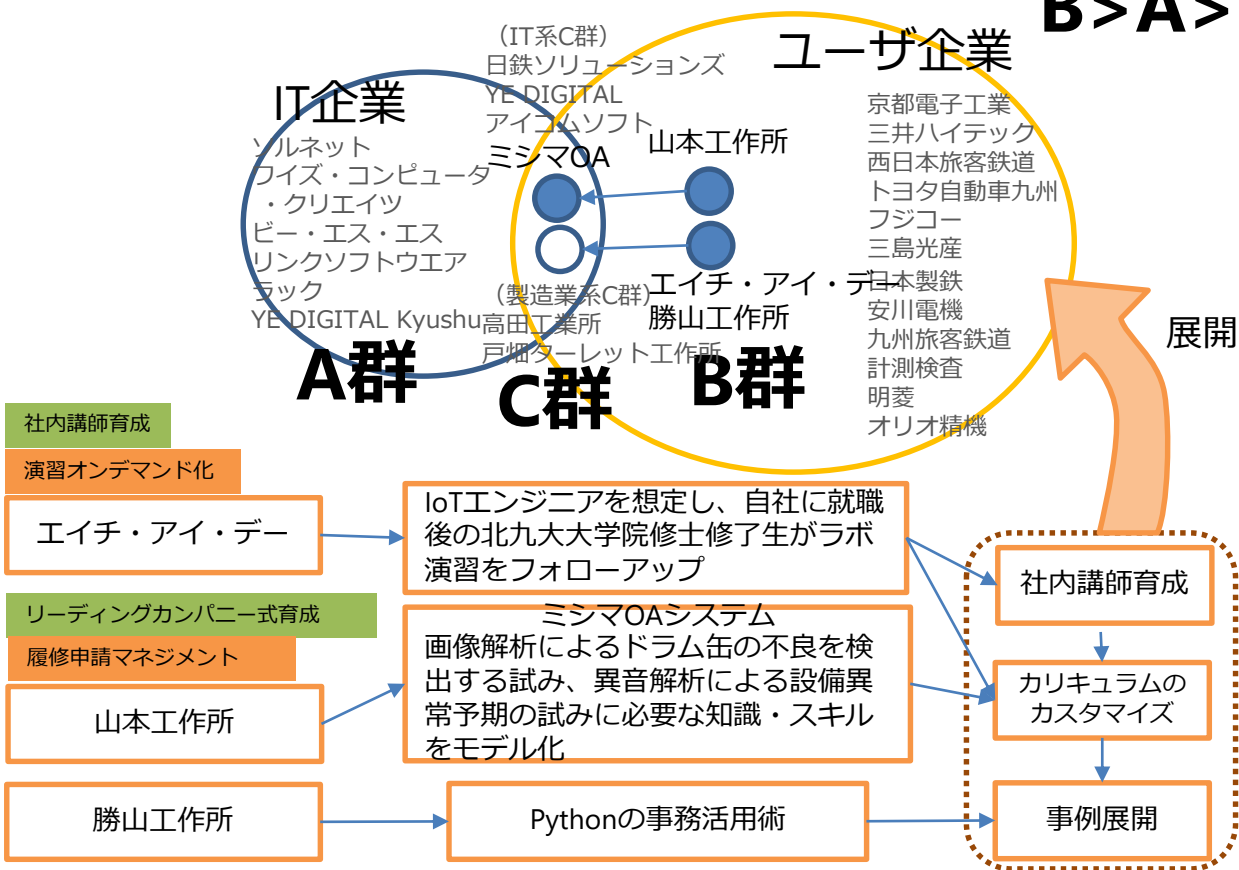 B>A>
(IT系C群)
日鉄ソリューションズ
YE DIGITAL
アイコムソフト
ミシマOA
IT企業
ソルネット
フイズ・コンピュータ
・クリエイツ
ビー・エス・エス
リンクソフトウエア
ラック
YE DIGITAL Kyushu
A群
(製造業系C群)
高田工業所
戸畑ターレット工作所
C群
山本工作所
エイチ・アイ・デー
勝山工作所
B群
ユーザ企業
京都電子工業
三井ハイテック
西日本旅客鉄道
トヨタ自動車九州
フジコー
三島光産
日本製鉄
安川電機
九州旅客鉄道
計測検査
明菱
オリオ精機
展開
社内講師育成
演習オンデマンド化
エイチ・アイ・デー
IoTエンジニアを想定し、自社に就職
後の北九大大学院修士修了生がラボ
演習をフォローアップ
リーディングカンパニー式育成
履修申請マネジメント
山本工作所
ミシマOAシステム
画像解析によるドラム缶の不良を検
出する試み、異音解析による設備異
常予期の試みに必要な知識・スキル
をモデル化
勝山工作所
Pythonの事務活用術
社内講師育成
カリキュラムの
カスタマイズ
事例展開